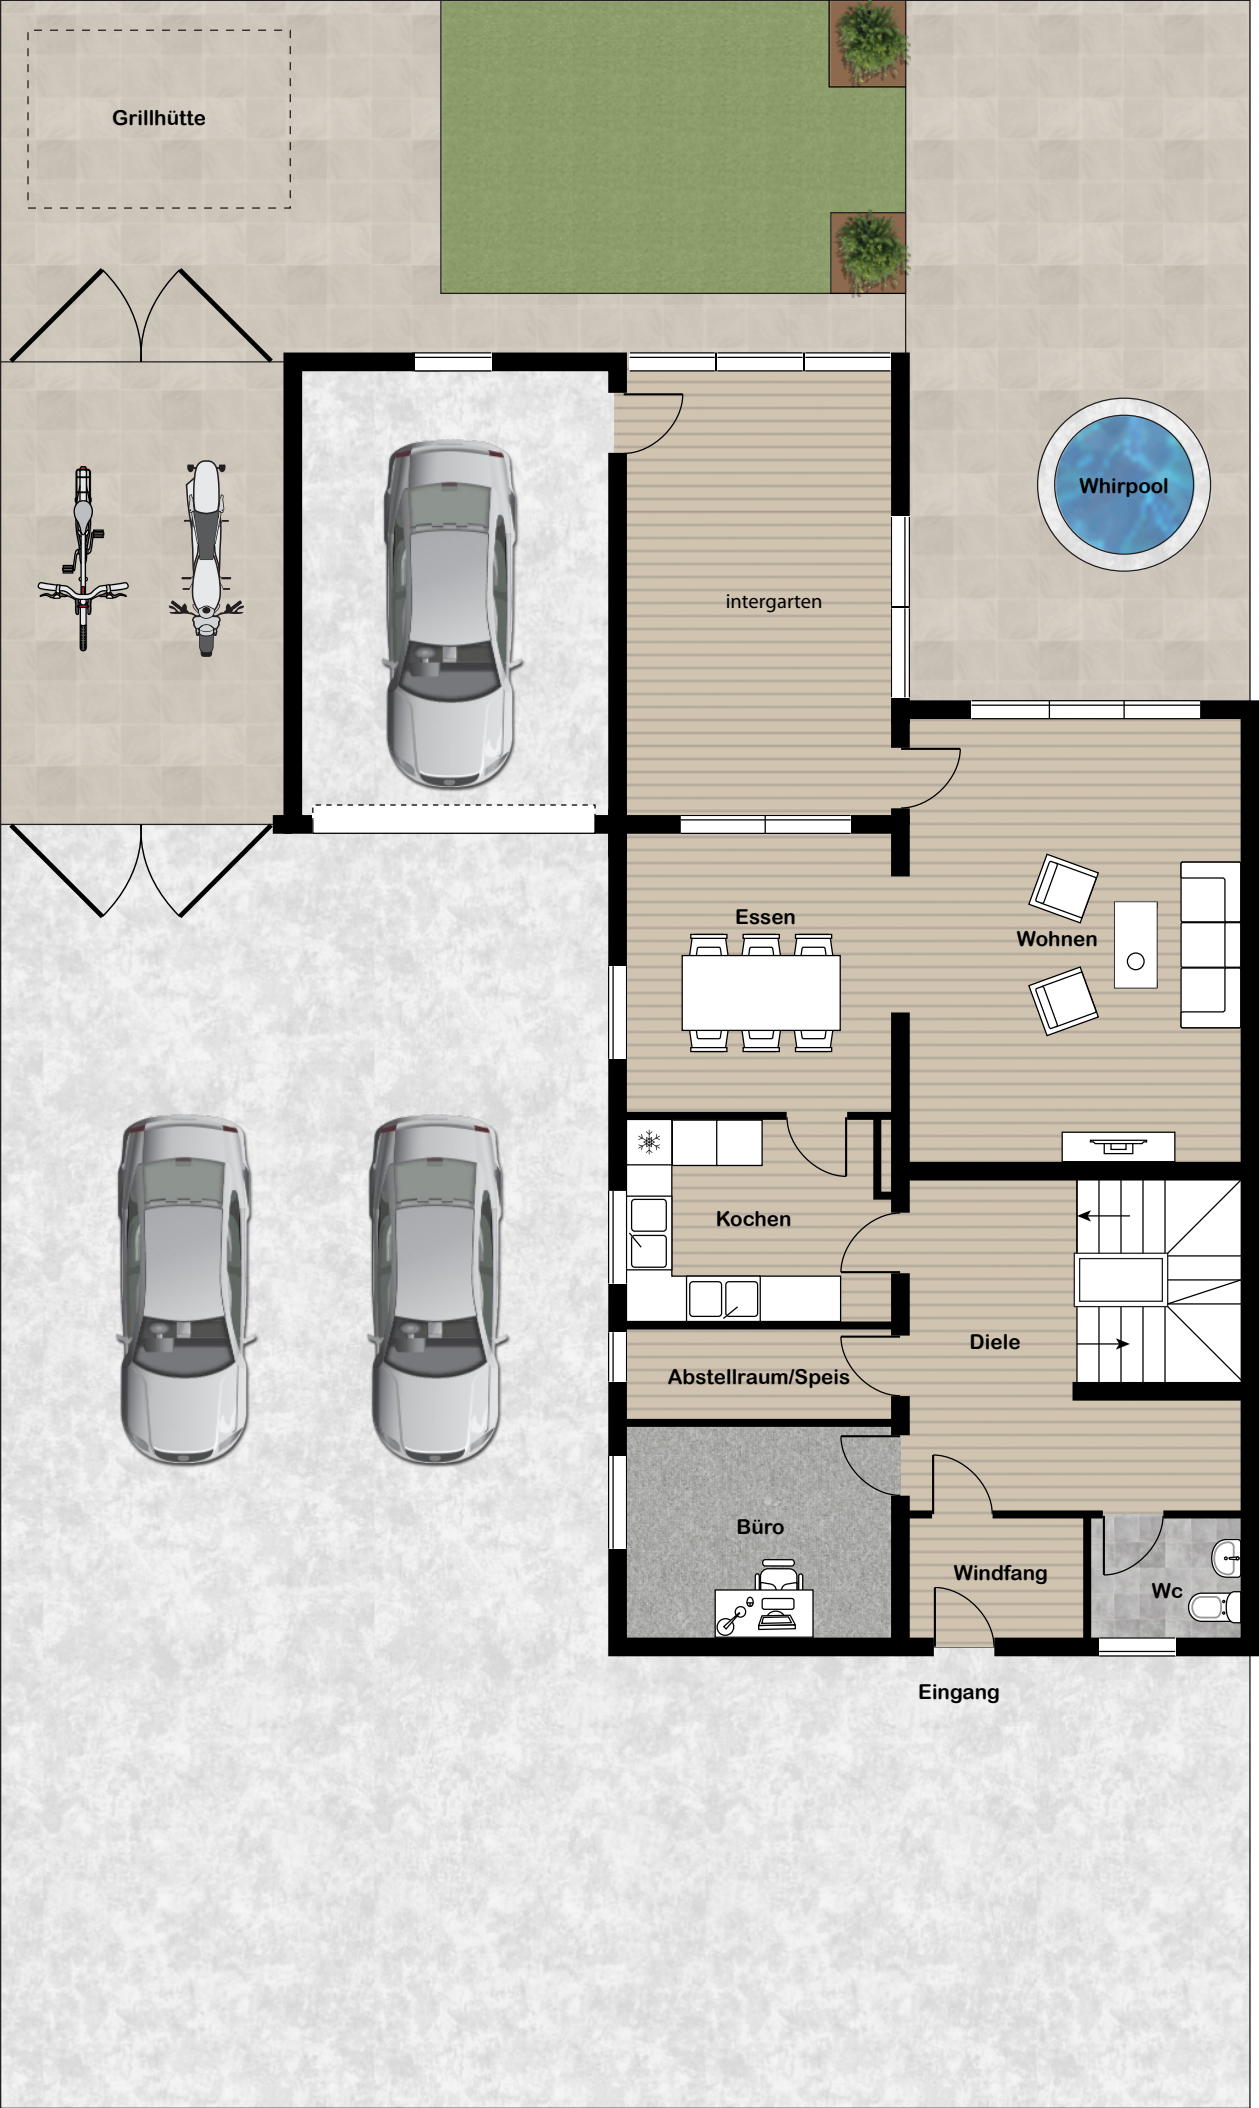 Grillhütte
Whirpool
intergarten
Essen
Wohnen
Kochen
Diele
Abstellraum/Speis
Büro
Windfang
Wc
Eingang